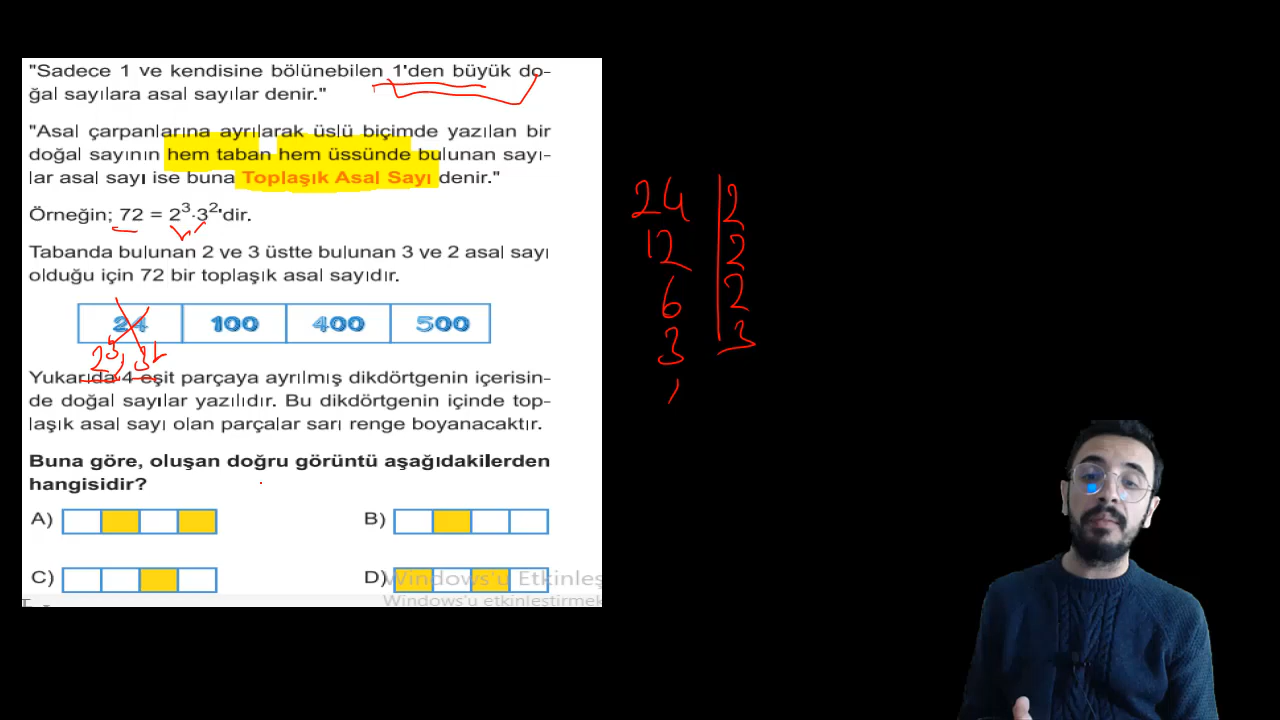 "Sadece 1 ve kendisine bölünebilen 1'den büyük do-
ğal sayılara asal sayılar denir."
"Asal çarpanlarına ayrılarak üslü biçimde yazılan bir
doğal sayının hem taban hem üssünde bulunan sayı-
lar asal sayı ise buna Toplaşık Asal Sayı denir."
Örneğin; 72 = 2³·3²'dir.
Tabanda bulunan 2 ve 3 üstte bulunan 3 ve 2 asal sayı
olduğu için 72 bir toplaşık asal sayıdır.
24 100 400 500
2³, 3¹
Yukarıda 4 eşit parçaya ayrılmış dikdörtgenin içerisin-
de doğal sayılar yazılıdır. Bu dikdörtgenin içinde top-
laşık asal sayı olan parçalar sarı renge boyanacaktır.
Buna göre, oluşan doğru görüntü aşağıdakilerden
hangisidir?
A) B)
C) D)
Windows'u Etkinleş
Windows'u etkinleştirmek
24 2
12 2
6 2
3 3
1